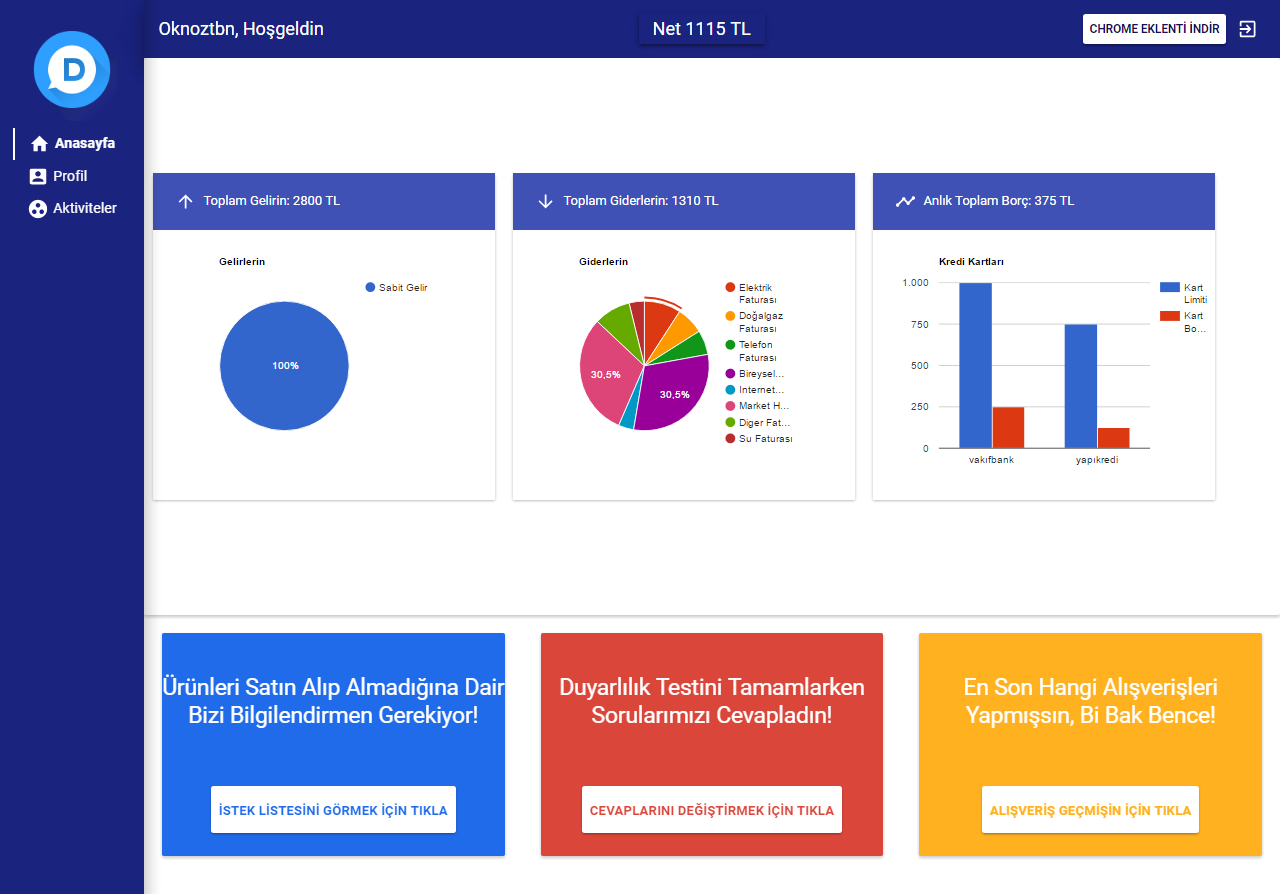 Oknoztbn, Hoşgeldin
Net 1115 TL
CHROME EKLENTİ İNDİR
D
Anasayfa
Profil
Aktiviteler
Toplam Gelirin: 2800 TL
Gelirlerin
Sabit Gelir
100%
Toplam Giderlerin: 1310 TL
Giderlerin
Elektrik
Faturası
Doğalgaz
Faturası
Telefon
Faturası
Bireysel...
Internet...
Market H...
Diger Fat...
Su Faturası
30,5%
30,5%
Anlık Toplam Borç: 375 TL
Kredi Kartları
1.000
750
500
250
0
vakıfbank
yapıkredi
Kart
Limiti
Kart
Bo...
Ürünleri Satın Alıp Almadığına Dair
Bizi Bilgilendirmen Gerekiyor!
İSTEK LİSTESİNİ GÖRMEK İÇİN TIKLA
Duyarlılık Testini Tamamlarken
Sorularımızı Cevapladın!
CEVAPLARINI DEĞİŞTİRMEK İÇİN TIKLA
En Son Hangi Alışverişleri
Yapmışsın, Bi Bak Bence!
ALIŞVERİŞ GEÇMİŞİN İÇİN TIKLA